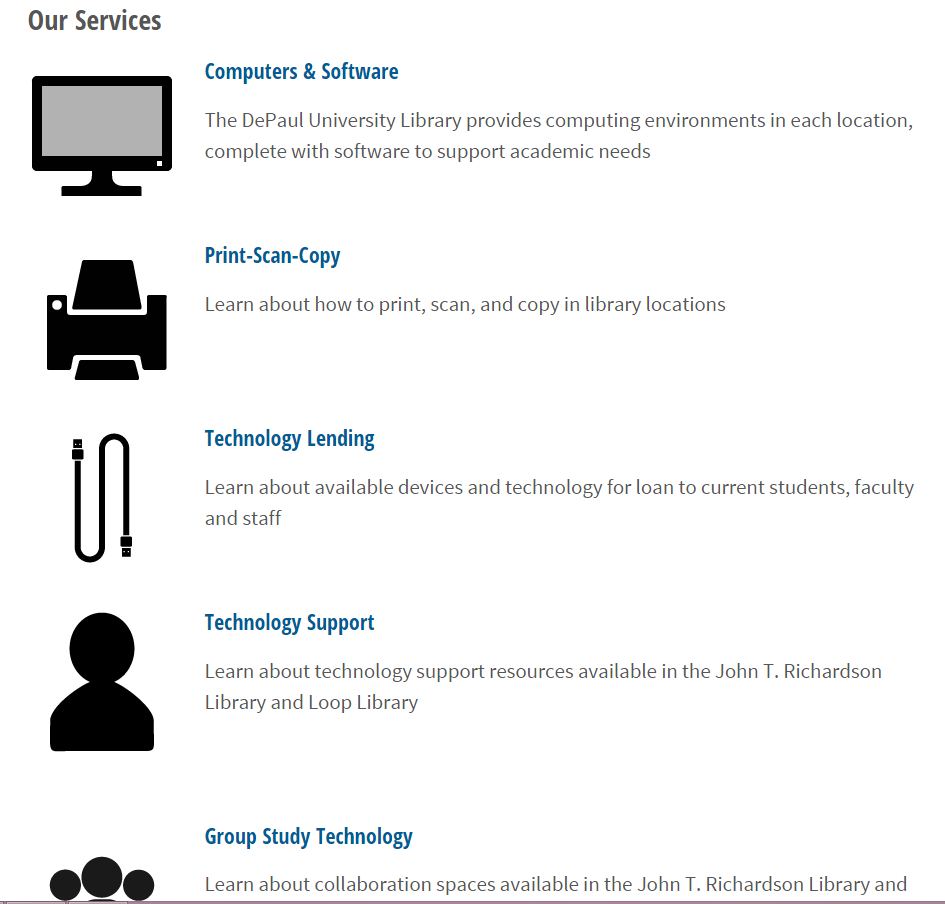 Our Services
Computers & Software
The DePaul University Library provides computing environments in each location,
complete with software to support academic needs
Print-Scan-Copy
Learn about how to print, scan, and copy in library locations
Technology Lending
Learn about available devices and technology for loan to current students, faculty
and staff
Technology Support
Learn about technology support resources available in the John T. Richardson
Library and Loop Library
Group Study Technology
Learn about collaboration spaces available in the John T. Richardson Library and